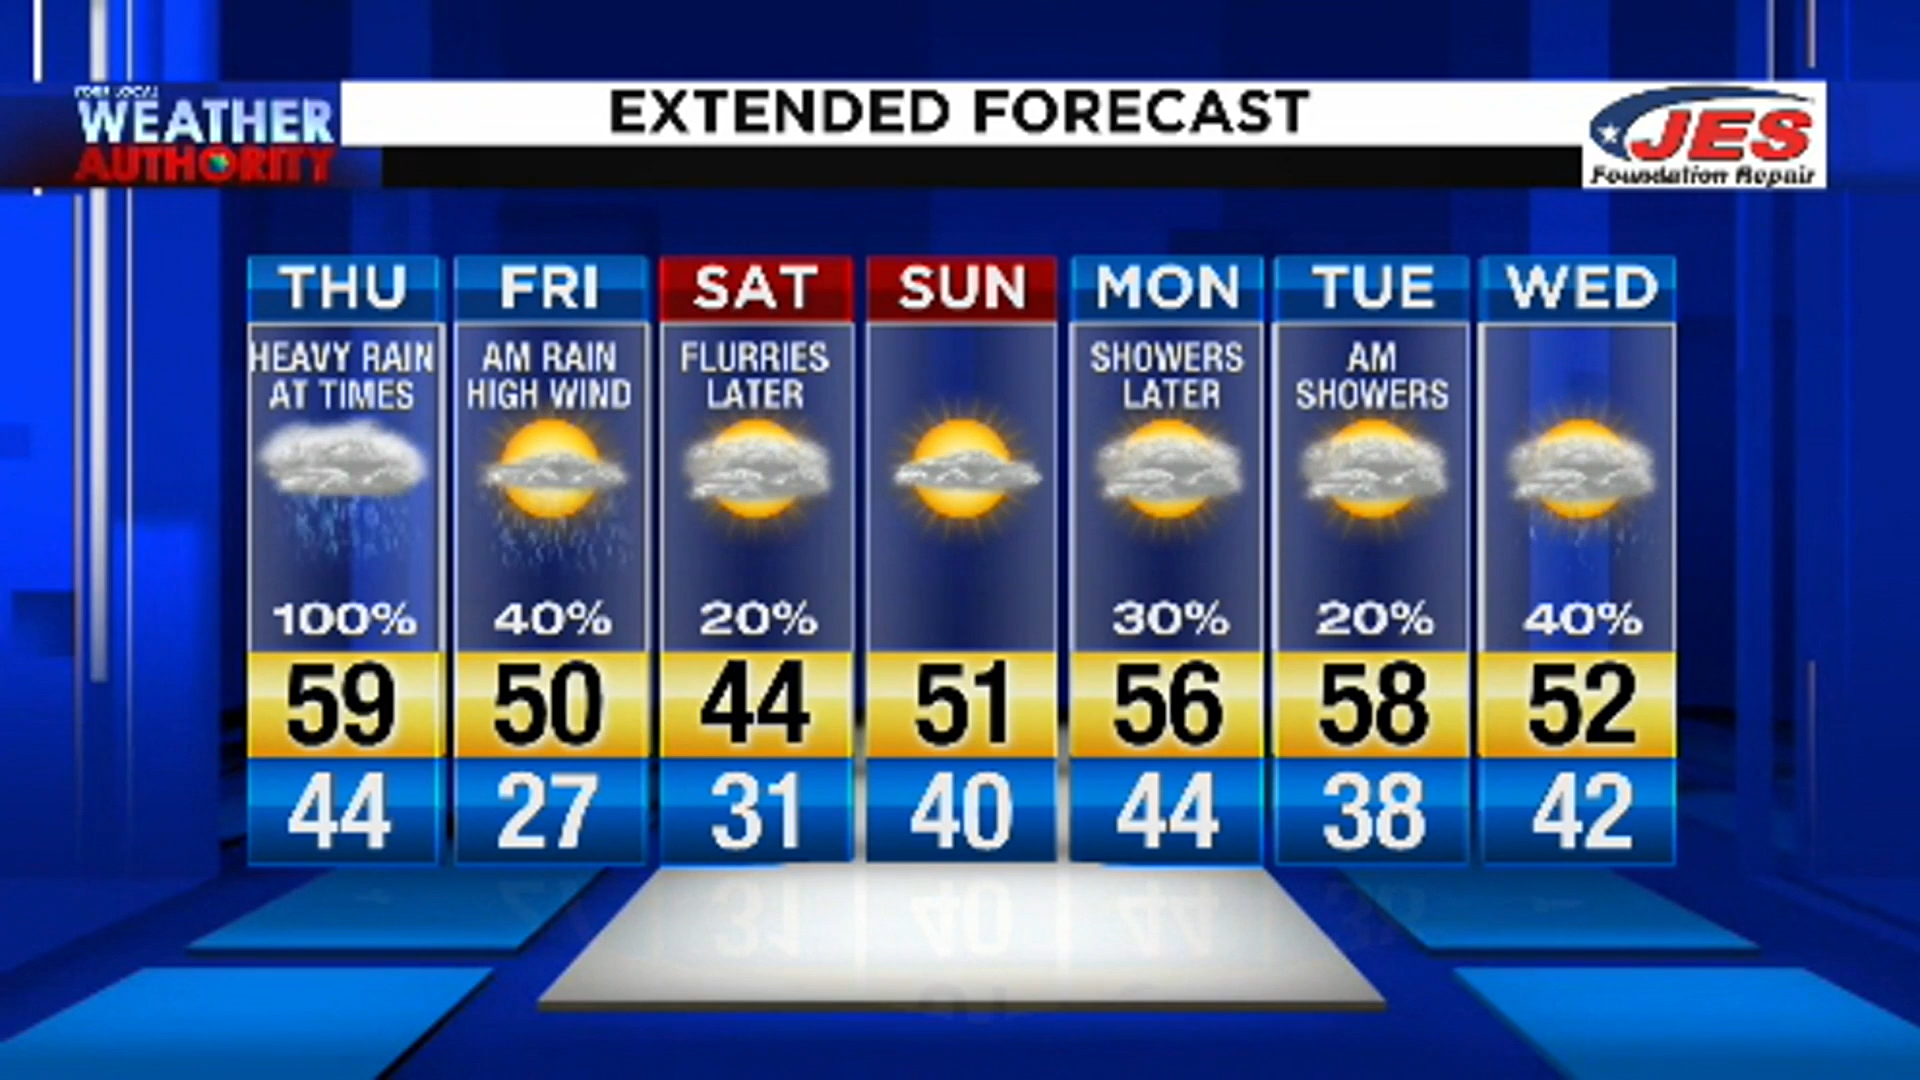 YOUR LOCAL
WEATHER
AUTHORITY
EXTENDED FORECAST
JES
Foundation Repair
THU FRI SAT SUN MON TUE WED
HEAVY RAIN AM RAIN FLURRIES SHOWERS AM
AT TIMES HIGH WIND LATER LATER SHOWERS
100% 40% 20% 30% 20% 40%
59 50 44 51 56 58 52
44 27 31 40 44 38 42